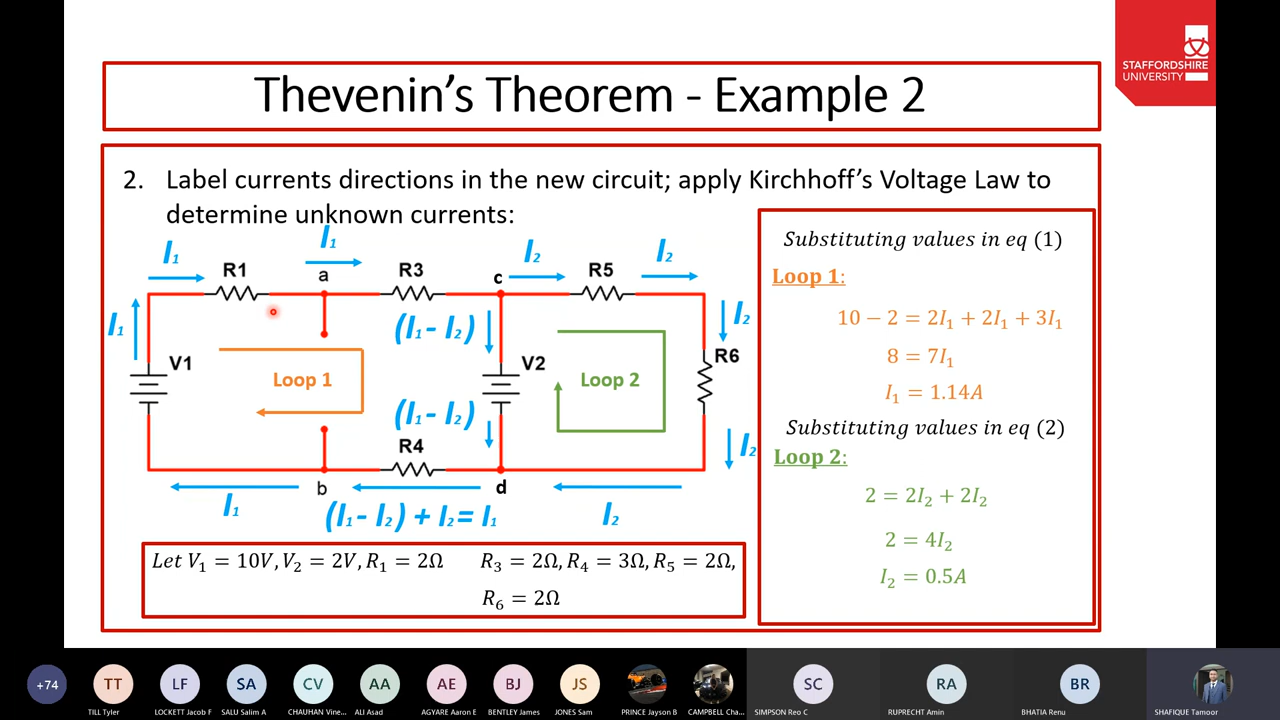 STAFFORDSHIRE
UNIVERSITY
Thevenin's Theorem - Example 2
2. Label currents directions in the new circuit; apply Kirchhoff's Voltage Law to
determine unknown currents:
I₁
I₁
I₂
I₂
R1
a
R3
c
R5
I₁
(I₁- I₂)
I₂
V1
Loop 1
V2
Loop 2
R6
(I₁- I₂)
R4
I₂
b
d
I₁
(I₁- I₂) + I₂= I₁
I₂
Let V₁ = 10V, V₂ = 2V, R₁ = 2Ω R₃ = 2Ω, R₄ = 3Ω, R₅ = 2Ω,
R₆ = 2Ω
Substituting values in eq (1)
Loop 1:
10 − 2 = 2I₁ + 2I₁ + 3I₁
8 = 7I₁
I₁ = 1.14A
Substituting values in eq (2)
Loop 2:
2 = 2I₂ + 2I₂
2 = 4I₂
I₂ = 0.5A
+74
TT
LF
SA
CV
AA
AE
BJ
JS
SC
RA
BR
TILL Tyler
LOCKETT Jacob F
SALU Salim A
CHAUHAN Vine...
ALI Asad
AGYARE Aaron E
BENTLEY James
JONES Sam
PRINCE Jayson B
CAMPBELL Cha...
SIMPSON Reo C
RUPRECHT Amin
BHATIA Renu
SHAFIQUE Tamoor